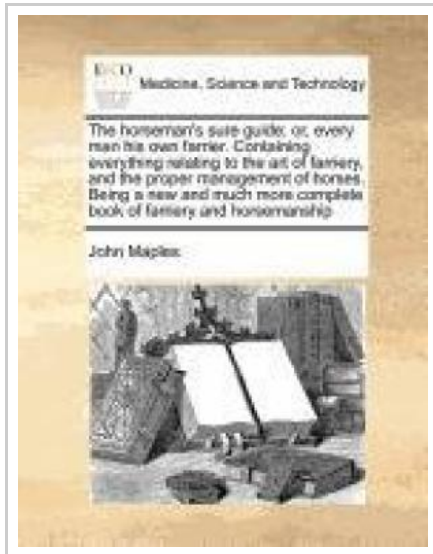 ECCO
Medicine, Science and Technology
The horseman's sure guide: or, every
man his own farrier. Containing
everything relating to the art of farriery,
and the proper management of horses.
Being a new and much more complete
book of farriery and horsemanship
John Maples